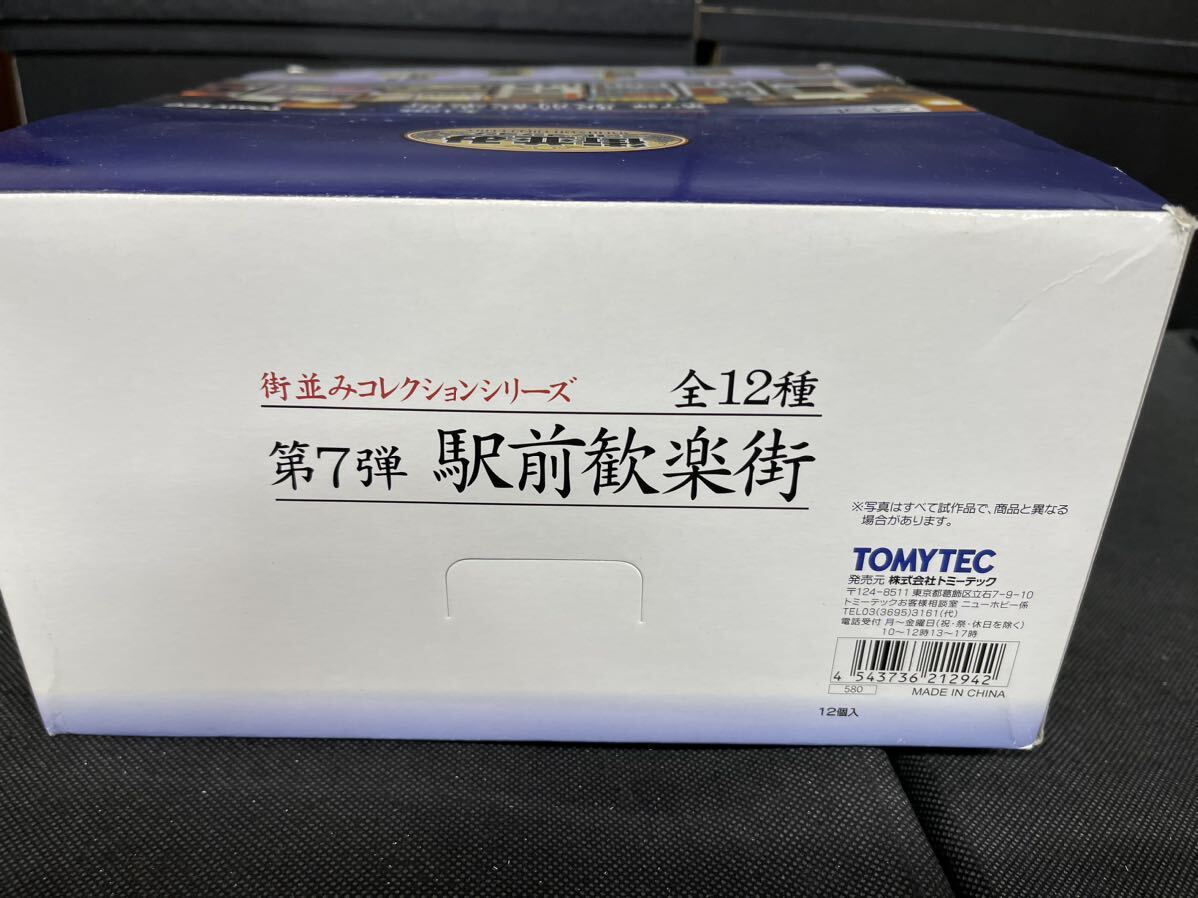 街並み
街並みコレクションシリーズ 全12種
第7弾 駅前歓楽街
※写真はすべて試作品で、商品と異なる
場合があります。
TOMYTEC
発売元 株式会社トミーテック
〒124-8511 東京都葛飾区立石7-9-10
トミーテックお客様相談室 ニューホビー係
TEL03(3695)3161(代)
電話受付 月~金曜日(祝・祭・休日を除く)
10~12時13~17時
4 543736 212942
580
MADE IN CHINA
12個入